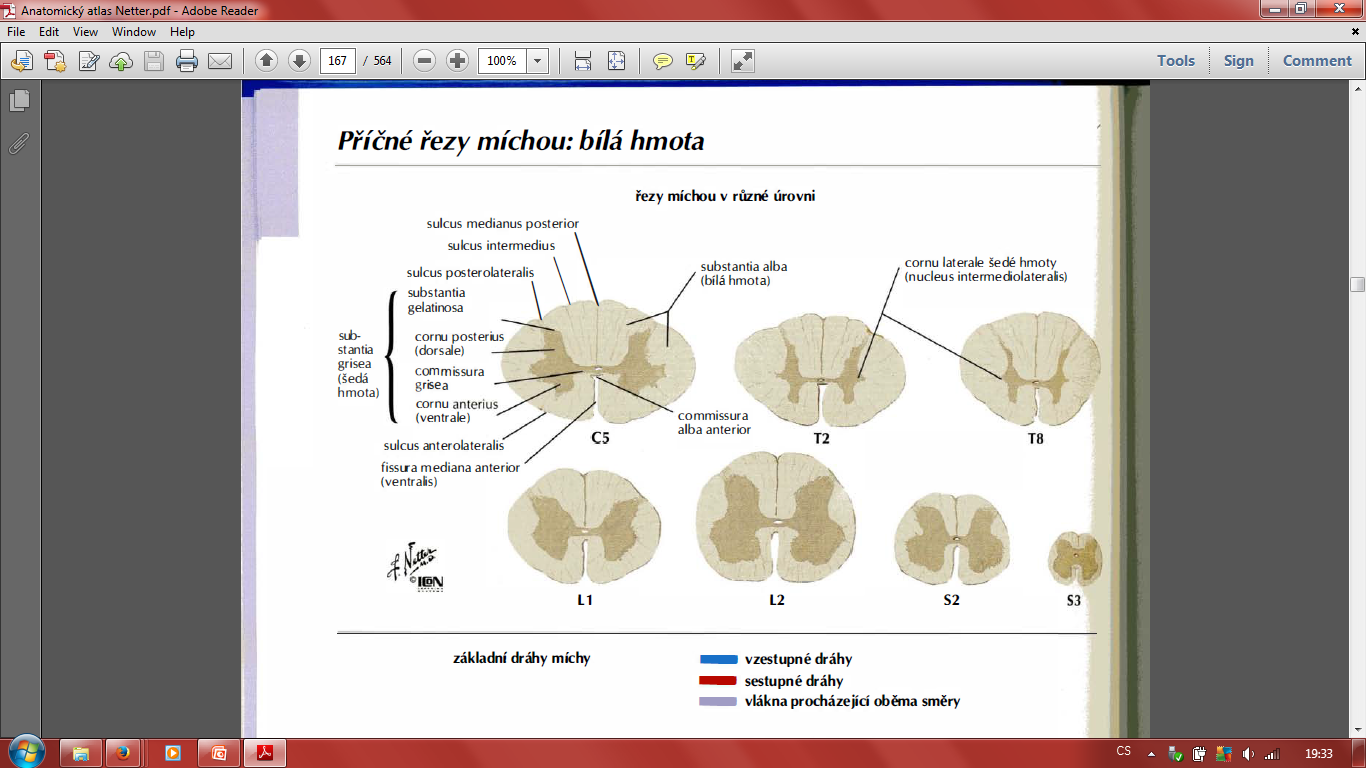 Anatomický atlas Netter.pdf - Adobe Reader
File Edit View Window Help
167 / 564 100% Tools Sign Comment
Příčné řezy míchou: bílá hmota
řezy míchou v různé úrovni
sulcus medianus posterior
sulcus intermedius
sulcus posterolateralis
substantia
gelatinosa
cornu posterius
(dorsale)
commissura
grisea
cornu anterius
(ventrale)
sub-
stantia
grisea
(šedá
hmota)
sulcus anterolateralis
fissura mediana anterior
(ventralis)
substantia alba
(bílá hmota)
commissura
alba anterior
cornu laterale šedé hmoty
(nucleus intermediolateralis)
C5
T2
T8
L1
L2
S2
S3
F. Netter
M.D.
© ICON
základní dráhy míchy
vzestupné dráhy
sestupné dráhy
vlákna procházející oběma směry
CS 19:33